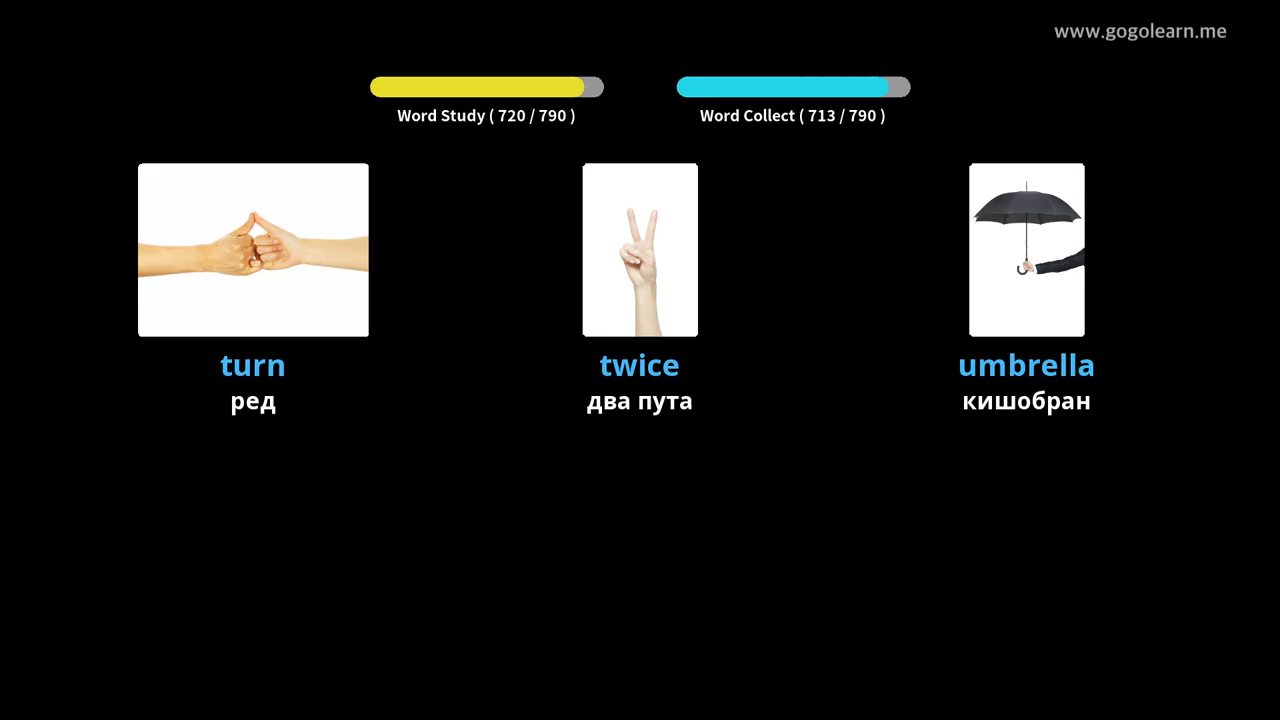 www.gogolearn.me
Word Study ( 720 / 790 )
Word Collect ( 713 / 790 )
turn
ред
twice
два пута
umbrella
кишобран